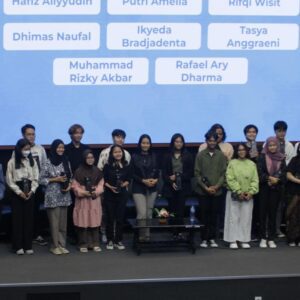 Hafiz Aliyyudin
Putri Amelia
Rifqi Wisit
Dhimas Naufal
Ikyeda
Bradjadenta
Tasya
Anggraeni
Muhammad
Rizky Akbar
Rafael Ary
Dharma